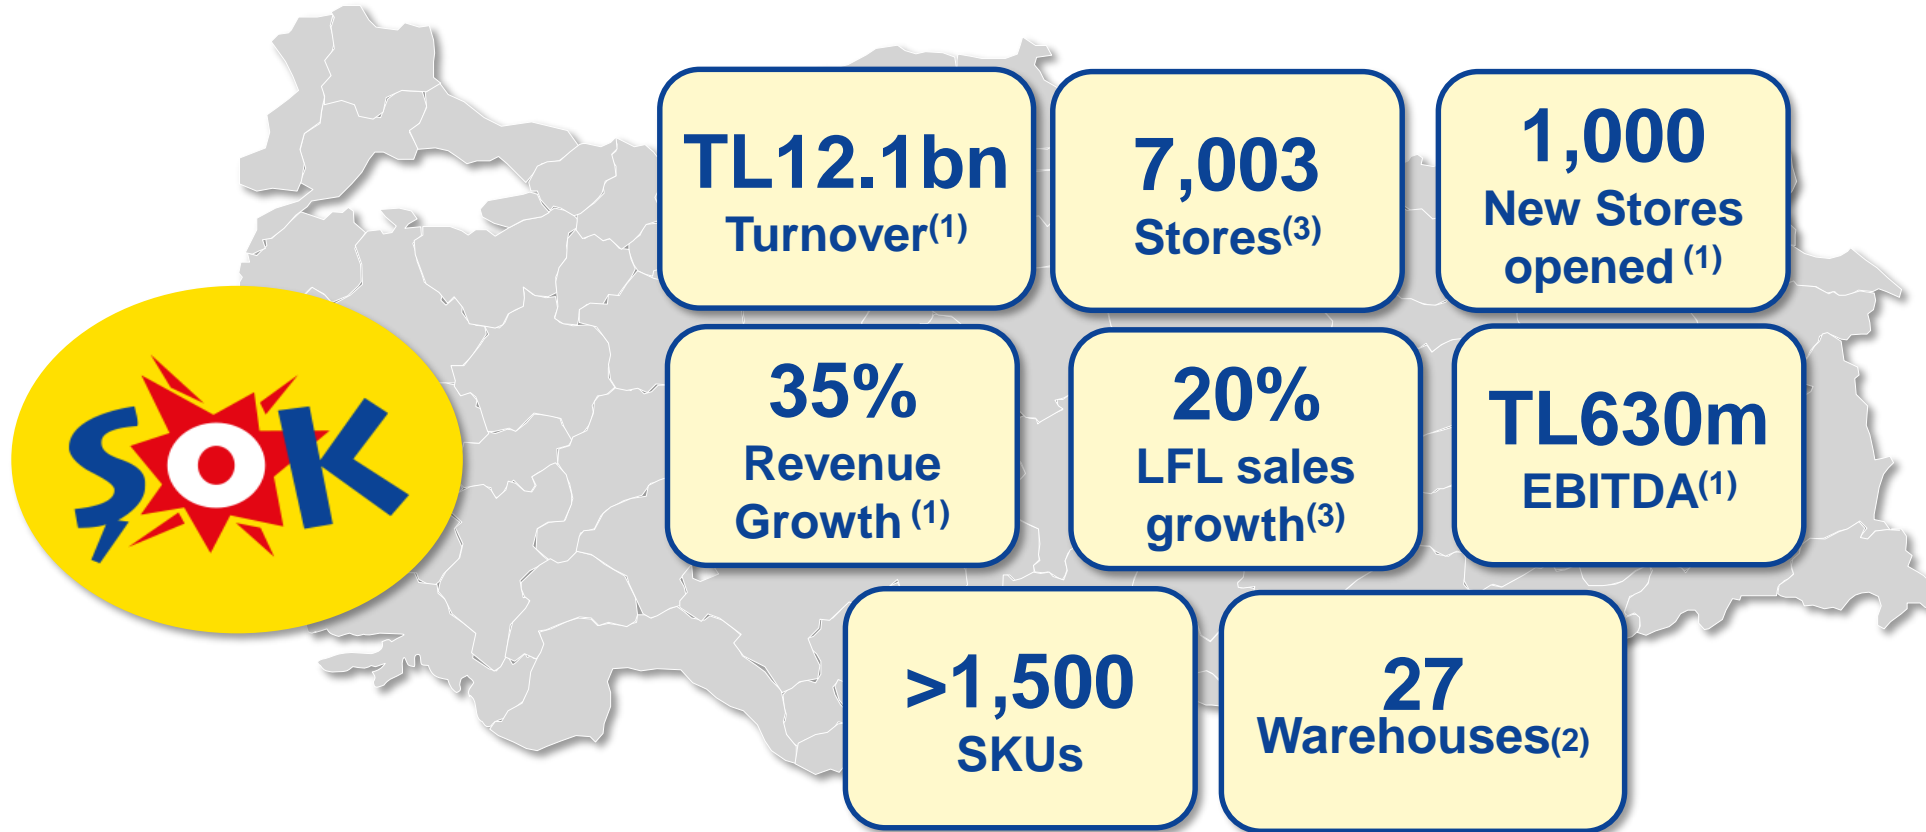 ŞOK
TL12.1bn
Turnover(1)
7,003
Stores(3)
1,000
New Stores
opened (1)
35%
Revenue
Growth (1)
20%
LFL sales
growth(3)
TL630m
EBITDA(1)
>1,500
SKUs
27
Warehouses(2)